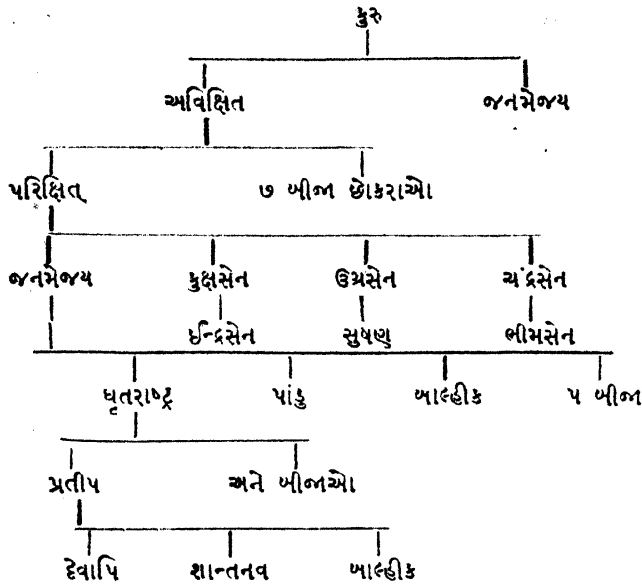 કુરુ
અવિક્ષિત જનમેજય
પરિક્ષિત્ ૭ બીજા છોકરાઓ
જનમેજય કુક્ષસેન ઉગ્રસેન ચંદ્રસેન
ઈન્દ્રસેન સુષણ ભીમસેન
ધૃતરાષ્ટ્ર પાંડુ બાલ્હીક ૫ બીજા
પ્રતીપ અને બીજાઓ
દેવાપિ શાન્તનવ બાલ્હીક